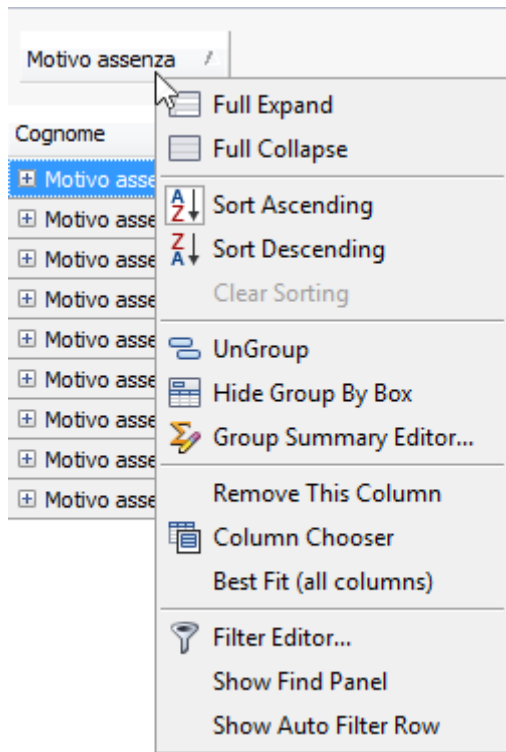 Motivo assenza
Cognome
Motivo asse
Motivo asse
Motivo asse
Motivo asse
Motivo asse
Motivo asse
Motivo asse
Motivo asse
Motivo asse
Full Expand
Full Collapse
Sort Ascending
Sort Descending
Clear Sorting
UnGroup
Hide Group By Box
Group Summary Editor...
Remove This Column
Column Chooser
Best Fit (all columns)
Filter Editor...
Show Find Panel
Show Auto Filter Row